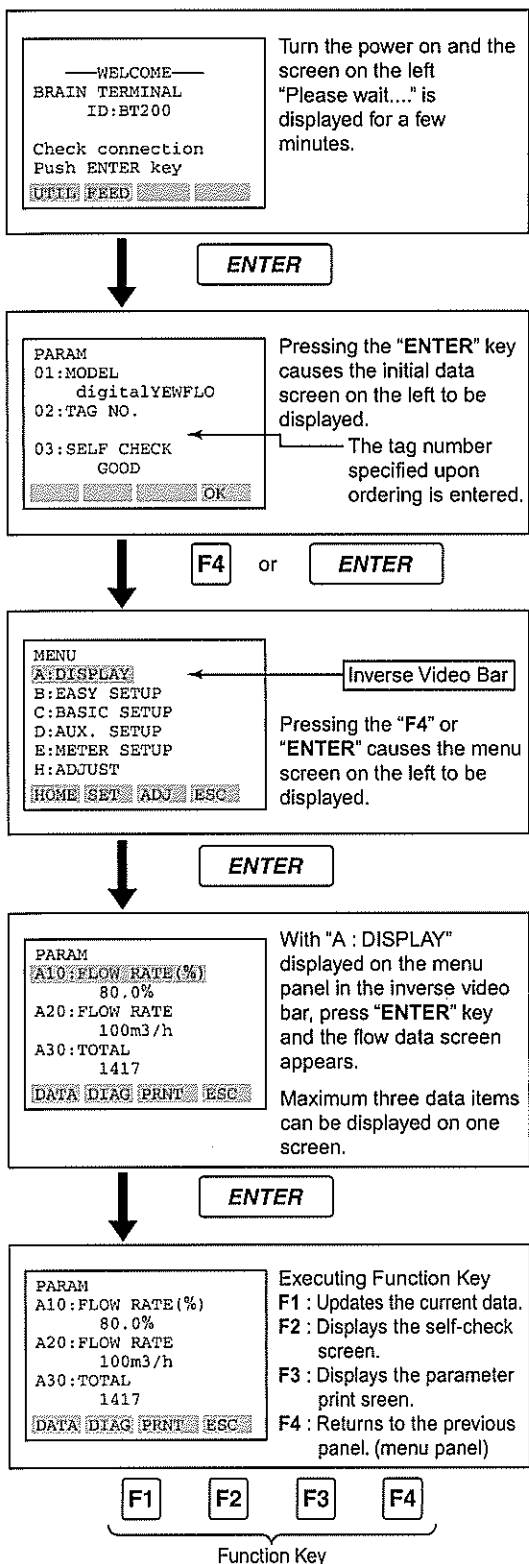 ——WELCOME——
BRAIN TERMINAL
ID:BT200
Check connection
Push ENTER key
UTIL FEED
Turn the power on and the
screen on the left
“Please wait....” is
displayed for a few
minutes.
ENTER
PARAM
01:MODEL
digitalYEWFLO
02:TAG NO.
03:SELF CHECK
GOOD
OK
Pressing the “ENTER” key
causes the initial data
screen on the left to be
displayed.
The tag number
specified upon
ordering is entered.
F4 or ENTER
MENU
A:DISPLAY
B:EASY SETUP
C:BASIC SETUP
D:AUX. SETUP
E:METER SETUP
H:ADJUST
HOME SET ADJ ESC
Inverse Video Bar
Pressing the “F4” or
“ENTER” causes the menu
screen on the left to be
displayed.
ENTER
PARAM
A10:FLOW RATE(%)
80.0%
A20:FLOW RATE
100m3/h
A30:TOTAL
1417
DATA DIAG PRNT ESC
With “A : DISPLAY”
displayed on the menu
panel in the inverse video
bar, press “ENTER” key
and the flow data screen
appears.
Maximum three data items
can be displayed on one
screen.
ENTER
PARAM
A10:FLOW RATE(%)
80.0%
A20:FLOW RATE
100m3/h
A30:TOTAL
1417
DATA DIAG PRNT ESC
Executing Function Key
F1 : Updates the current data.
F2 : Displays the self-check
screen.
F3 : Displays the parameter
print sreen.
F4 : Returns to the previous
panel. (menu panel)
F1 F2 F3 F4
Function Key